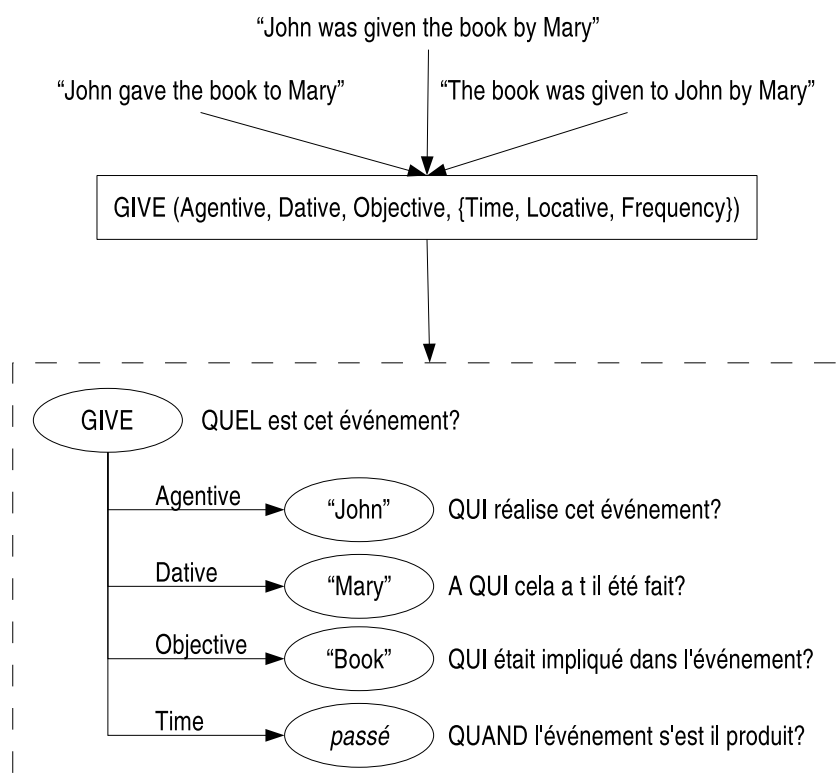 “John was given the book by Mary”
“John gave the book to Mary”
“The book was given to John by Mary”
GIVE (Agentive, Dative, Objective, {Time, Locative, Frequency})
GIVE QUEL est cet événement?
Agentive “John” QUI réalise cet événement?
Dative “Mary” A QUI cela a t il été fait?
Objective “Book” QUI était impliqué dans l'événement?
Time passé QUAND l'événement s'est il produit?